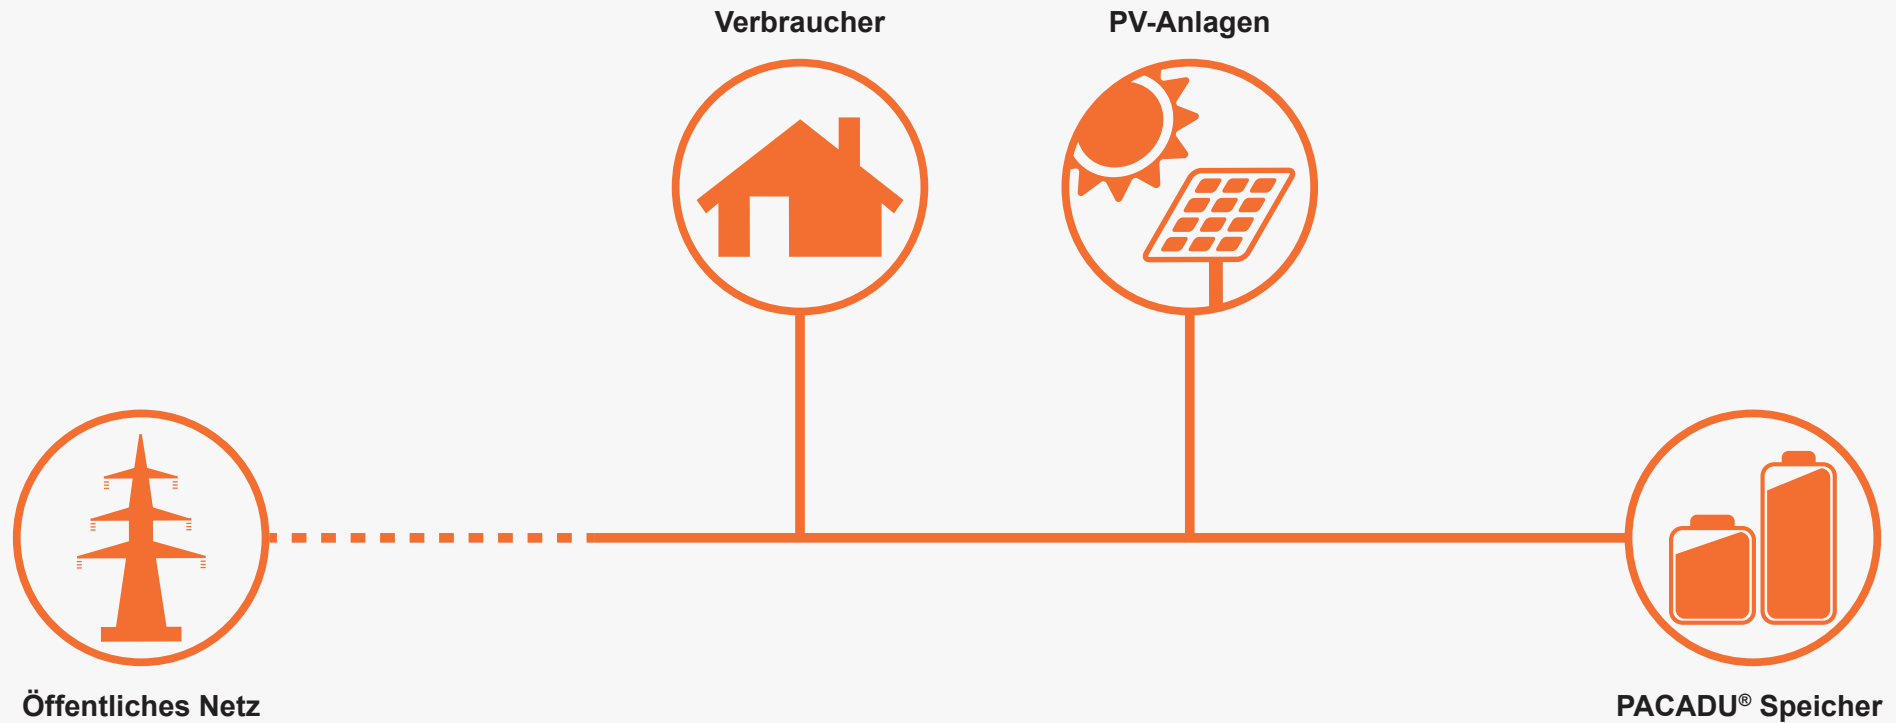 Verbraucher
PV-Anlagen
Öffentliches Netz
PACADU® Speicher